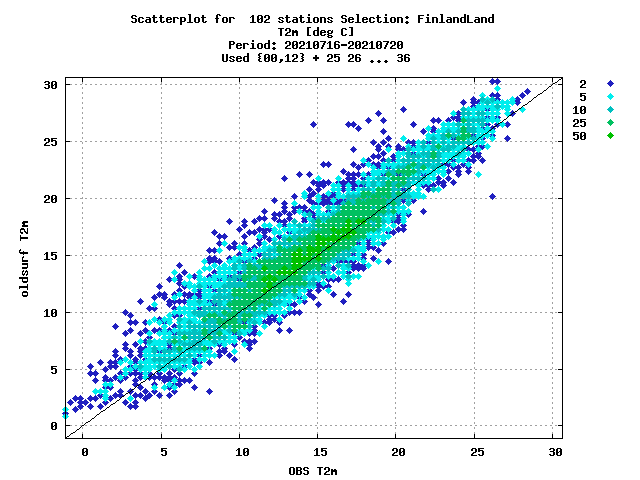 Scatterplot for  102 stations Selection: FinlandLand
T2m [deg C]
Period: 20210716-20210720
Used {00,12} + 25 26 ... 36
2
5
10
25
50
30
25
20
15
10
5
0
oldsurf T2m
0 5 10 15 20 25 30
OBS T2m